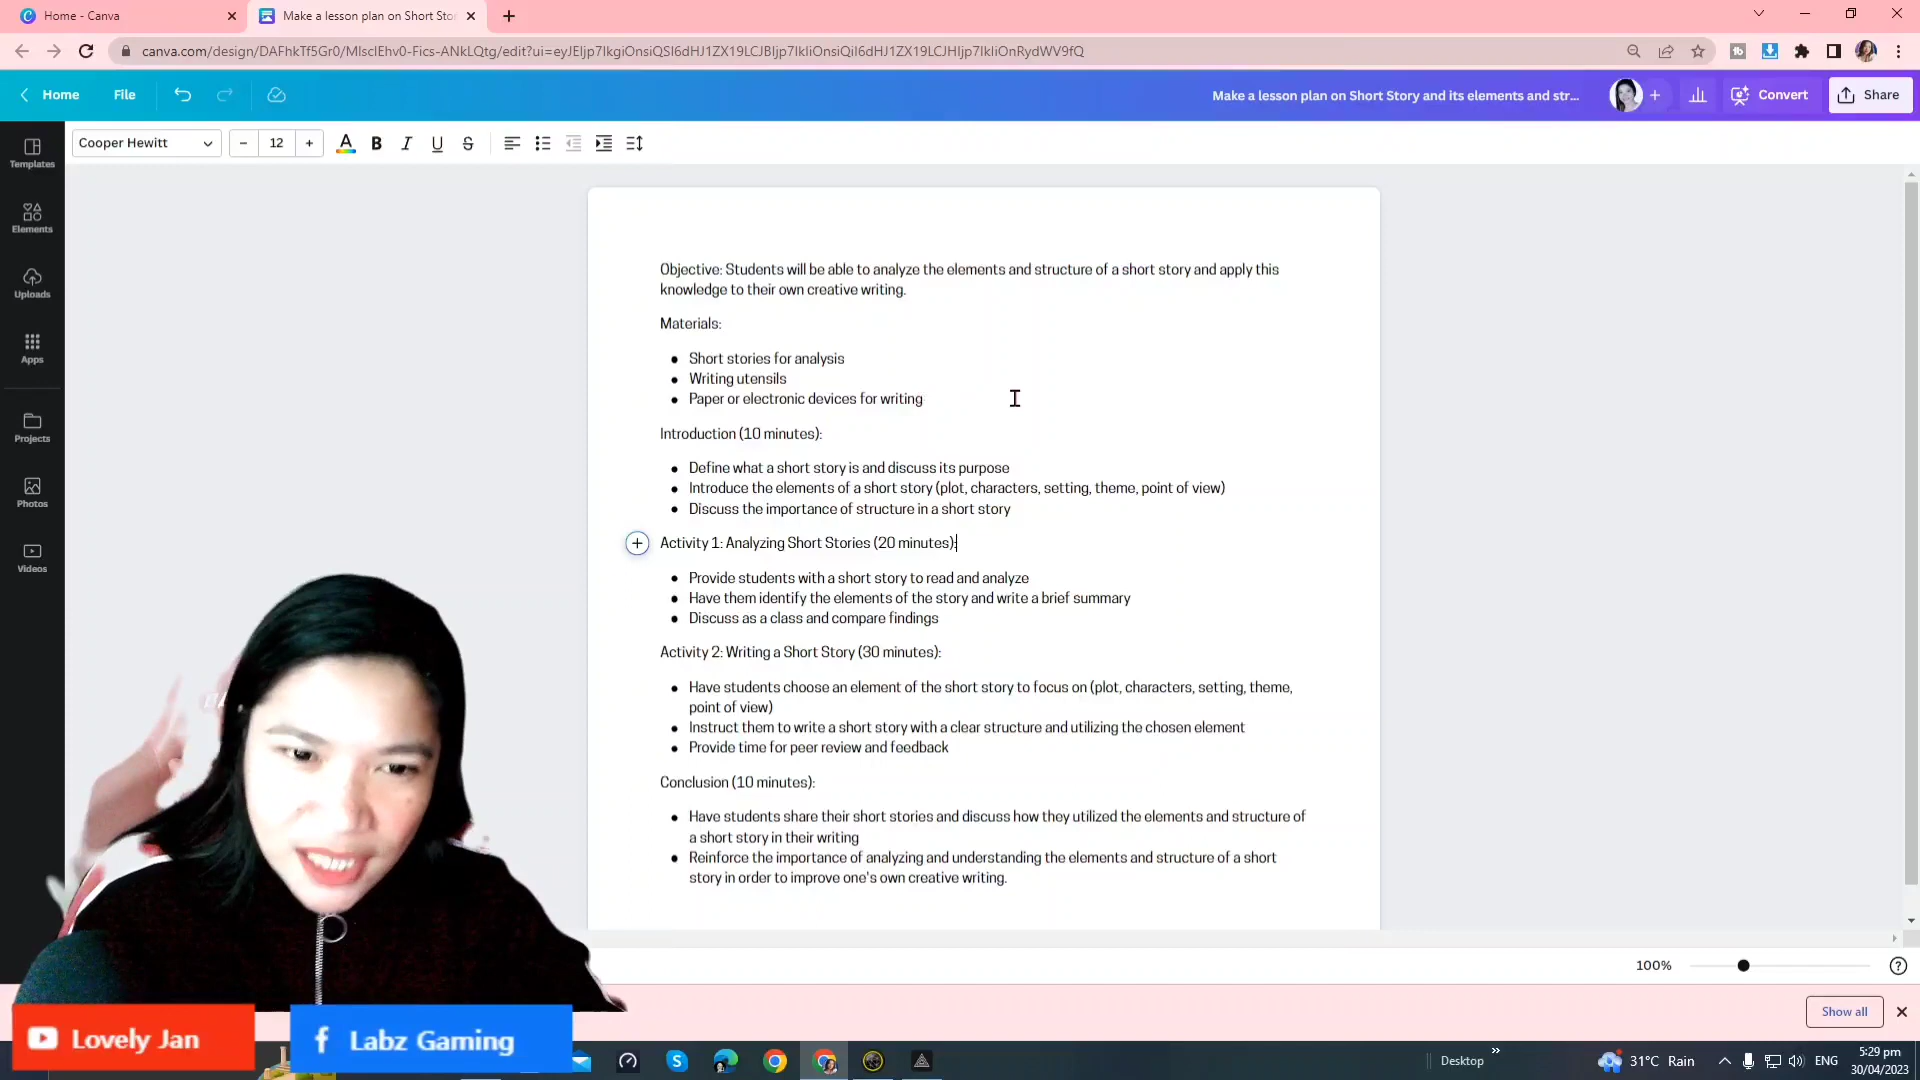 Home - Canva
Make a lesson plan on Short Stor
canva.com/design/DAFhkTf5Gr0/MlsclEhv0-Fics-ANkLQtg/edit?ui=eyJEIjp7IkgiOnsiQSI6dHJ1ZX19LCJBIjp7IkIiOnsiQiI6dHJ1ZX19LCJHIjp7IkIiOnRydWV9fQ
Home
File
Make a lesson plan on Short Story and its elements and str...
Convert
Share
Cooper Hewitt
12
Templates
Elements
Uploads
Apps
Projects
Photos
Videos
Objective: Students will be able to analyze the elements and structure of a short story and apply this
knowledge to their own creative writing.
Materials:
Short stories for analysis
Writing utensils
Paper or electronic devices for writing
Introduction (10 minutes):
Define what a short story is and discuss its purpose
Introduce the elements of a short story (plot, characters, setting, theme, point of view)
Discuss the importance of structure in a short story
Activity 1: Analyzing Short Stories (20 minutes):
Provide students with a short story to read and analyze
Have them identify the elements of the story and write a brief summary
Discuss as a class and compare findings
Activity 2: Writing a Short Story (30 minutes):
Have students choose an element of the short story to focus on (plot, characters, setting, theme,
point of view)
Instruct them to write a short story with a clear structure and utilizing the chosen element
Provide time for peer review and feedback
Conclusion (10 minutes):
Have students share their short stories and discuss how they utilized the elements and structure of
a short story in their writing
Reinforce the importance of analyzing and understanding the elements and structure of a short
story in order to improve one's own creative writing.
100%
Show all
Lovely Jan
Labz Gaming
Desktop
31°C Rain
ENG
5:29 pm
30/04/2023